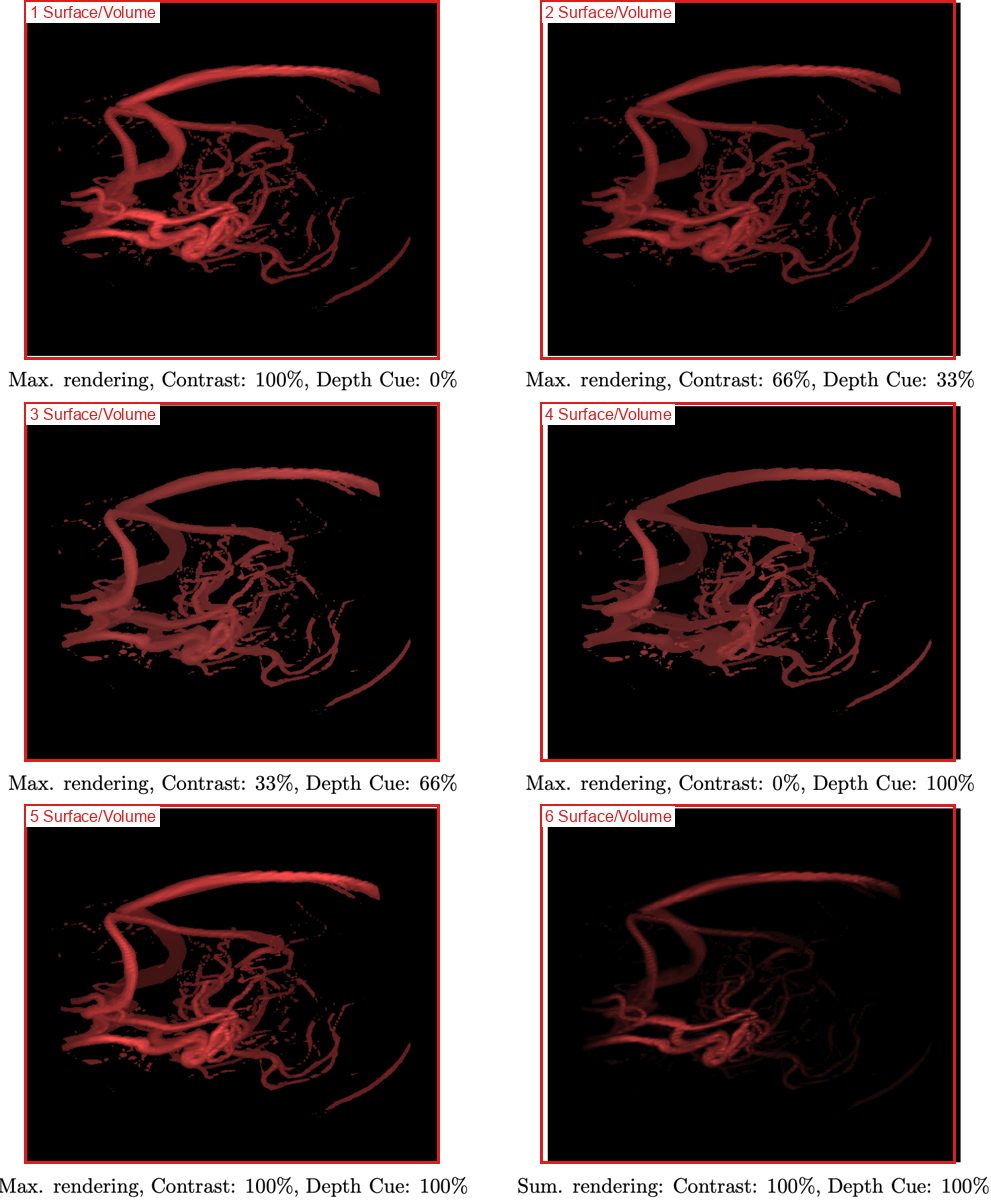 1 Surface/Volume
2 Surface/Volume
Max. rendering, Contrast: 100%, Depth Cue: 0%
Max. rendering, Contrast: 66%, Depth Cue: 33%
3 Surface/Volume
4 Surface/Volume
Max. rendering, Contrast: 33%, Depth Cue: 66%
Max. rendering, Contrast: 0%, Depth Cue: 100%
5 Surface/Volume
6 Surface/Volume
Max. rendering, Contrast: 100%, Depth Cue: 100%
Sum. rendering: Contrast: 100%, Depth Cue: 100%